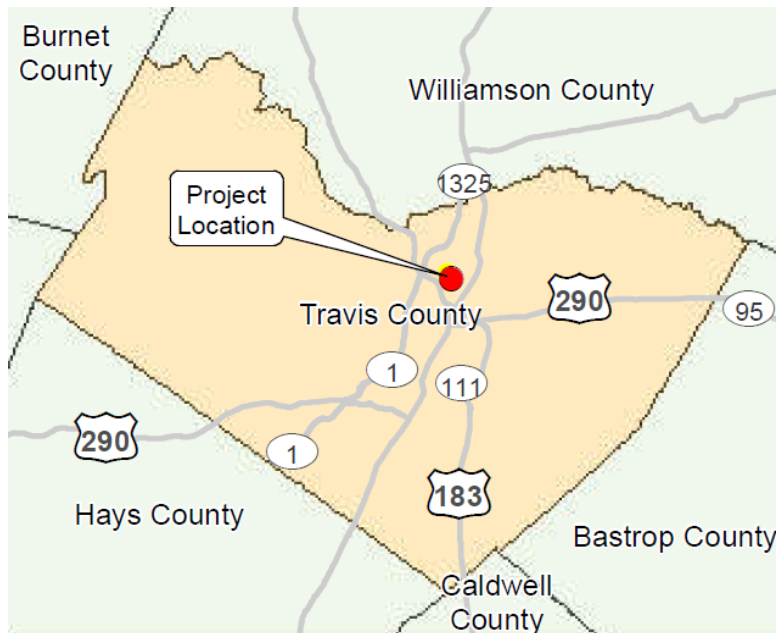 Burnet
County
Williamson County
1325
Project
Location
Travis County
290
95
1
111
290
1
183
Hays County
Bastrop County
Caldwell
County